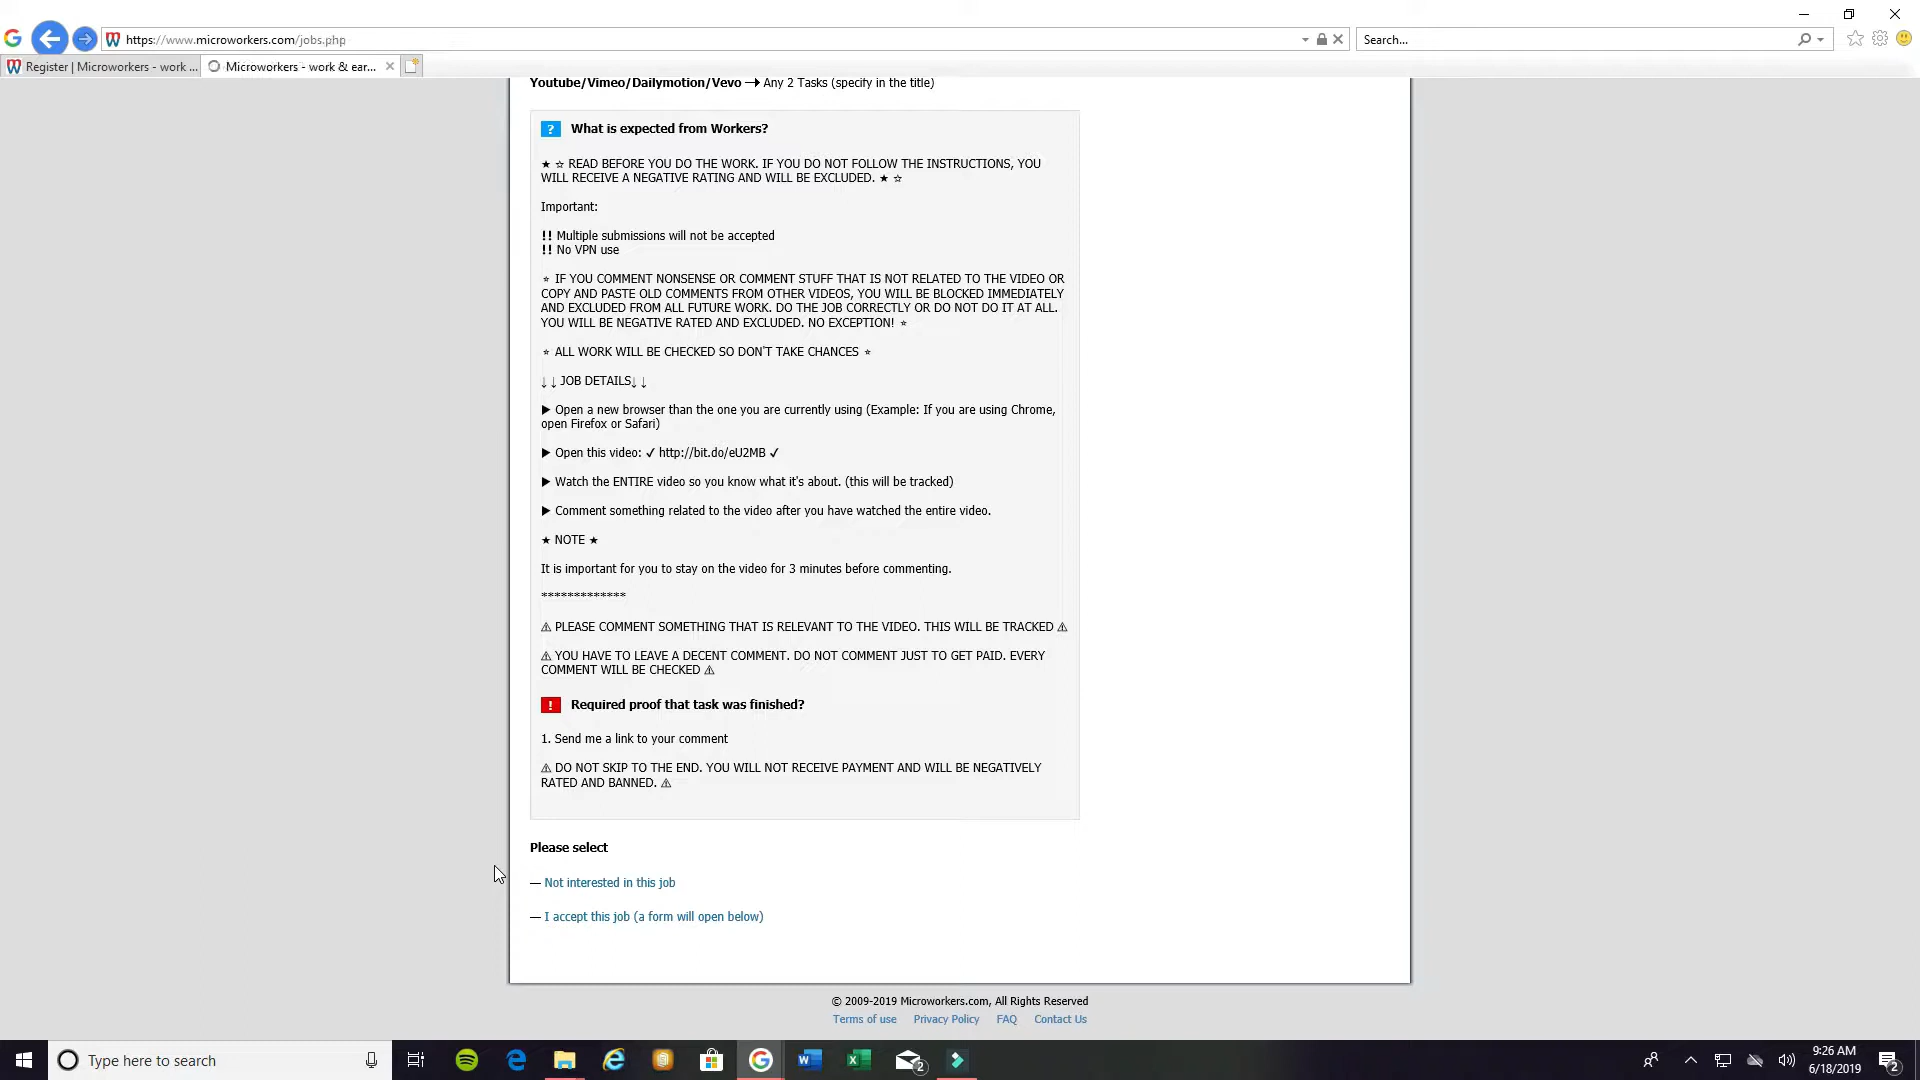 https://www.microworkers.com/jobs.php
Search...
Register | Microworkers - work ...
Microworkers - work & ear...
Youtube/Vimeo/Dailymotion/Vevo → Any 2 Tasks (specify in the title)
? What is expected from Workers?
★ ☆ READ BEFORE YOU DO THE WORK. IF YOU DO NOT FOLLOW THE INSTRUCTIONS, YOU
WILL RECEIVE A NEGATIVE RATING AND WILL BE EXCLUDED. ★ ☆
Important:
!! Multiple submissions will not be accepted
!! No VPN use
⋆ IF YOU COMMENT NONSENSE OR COMMENT STUFF THAT IS NOT RELATED TO THE VIDEO OR
COPY AND PASTE OLD COMMENTS FROM OTHER VIDEOS, YOU WILL BE BLOCKED IMMEDIATELY
AND EXCLUDED FROM ALL FUTURE WORK. DO THE JOB CORRECTLY OR DO NOT DO IT AT ALL.
YOU WILL BE NEGATIVE RATED AND EXCLUDED. NO EXCEPTION! ⋆
⋆ ALL WORK WILL BE CHECKED SO DON'T TAKE CHANCES ⋆
↓ ↓ JOB DETAILS↓ ↓
► Open a new browser than the one you are currently using (Example: If you are using Chrome,
open Firefox or Safari)
► Open this video: ✓ http://bit.do/eU2MB ✓
► Watch the ENTIRE video so you know what it's about. (this will be tracked)
► Comment something related to the video after you have watched the entire video.
★ NOTE ★
It is important for you to stay on the video for 3 minutes before commenting.
*************
⚠ PLEASE COMMENT SOMETHING THAT IS RELEVANT TO THE VIDEO. THIS WILL BE TRACKED ⚠
⚠ YOU HAVE TO LEAVE A DECENT COMMENT. DO NOT COMMENT JUST TO GET PAID. EVERY
COMMENT WILL BE CHECKED ⚠
! Required proof that task was finished?
1. Send me a link to your comment
⚠ DO NOT SKIP TO THE END. YOU WILL NOT RECEIVE PAYMENT AND WILL BE NEGATIVELY
RATED AND BANNED. ⚠
Please select
— Not interested in this job
— I accept this job (a form will open below)
© 2009-2019 Microworkers.com, All Rights Reserved
Terms of use Privacy Policy FAQ Contact Us
Type here to search
2
9:26 AM
6/18/2019
2